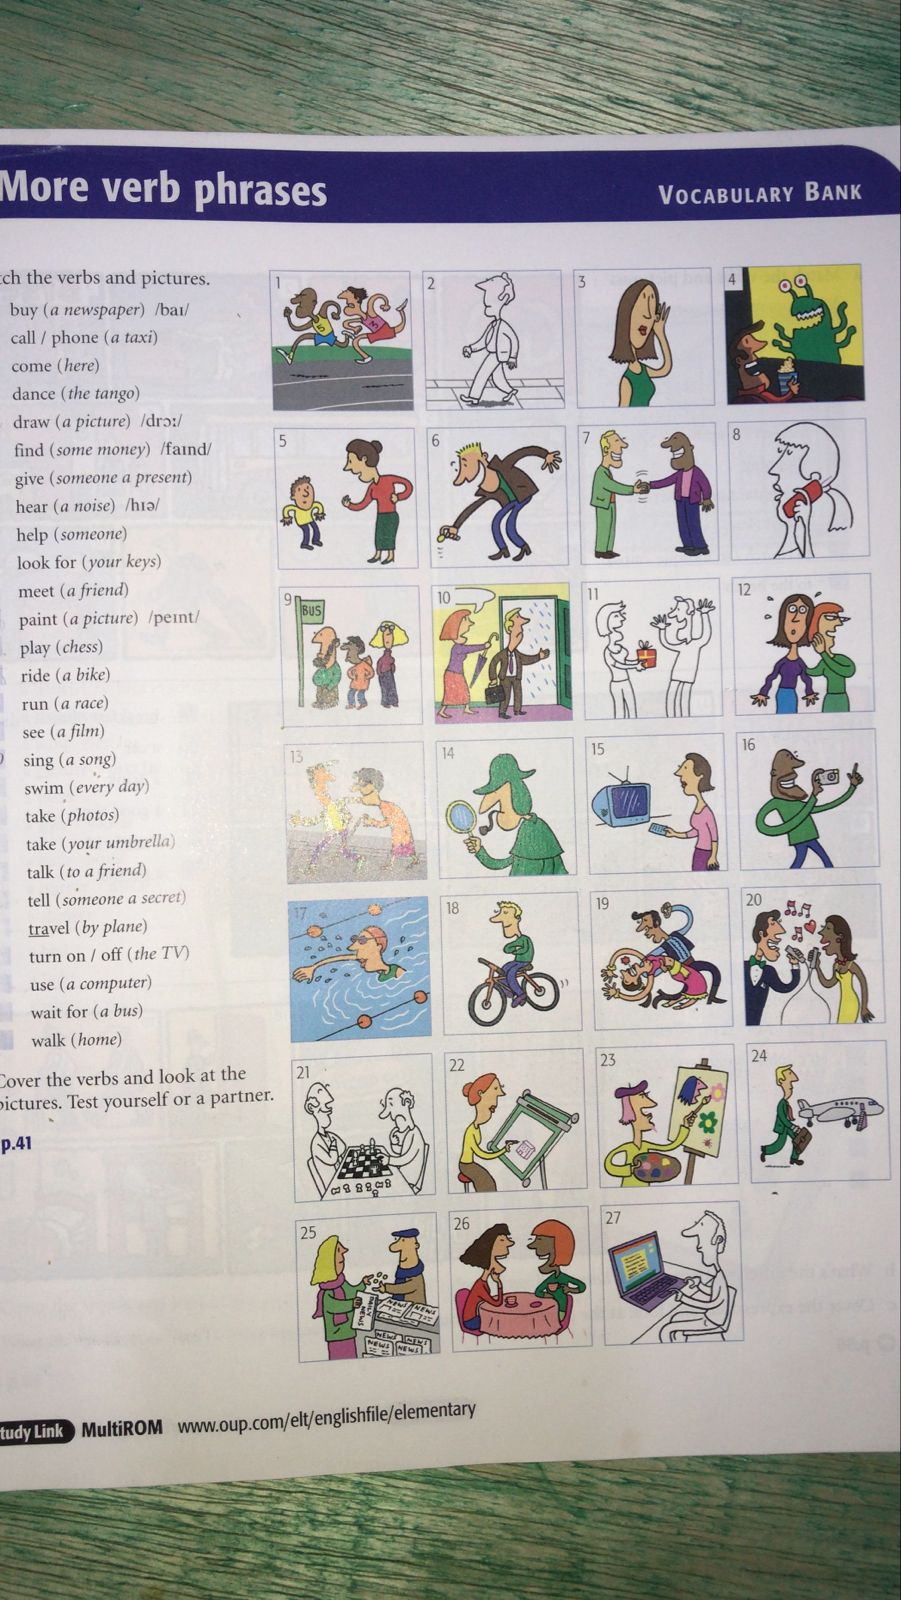 More verb phrases
VOCABULARY BANK
tch the verbs and pictures.
buy (a newspaper) /baɪ/
call / phone (a taxi)
come (here)
dance (the tango)
draw (a picture) /drɔː/
find (some money) /faɪnd/
give (someone a present)
hear (a noise) /hɪə/
help (someone)
look for (your keys)
meet (a friend)
paint (a picture) /peɪnt/
play (chess)
ride (a bike)
run (a race)
see (a film)
sing (a song)
swim (every day)
take (photos)
take (your umbrella)
talk (to a friend)
tell (someone a secret)
travel (by plane)
turn on / off (the TV)
use (a computer)
wait for (a bus)
walk (home)
Cover the verbs and look at the
pictures. Test yourself or a partner.
p.41
1
2
3
4
5
6
7
8
9
BUS
10
11
12
13
14
15
16
17
18
19
20
21
22
23
24
25
DAILY NEWS
NEWS
NEWS
NEWS
NEWS
26
27
tudy Link MultiROM www.oup.com/elt/englishfile/elementary